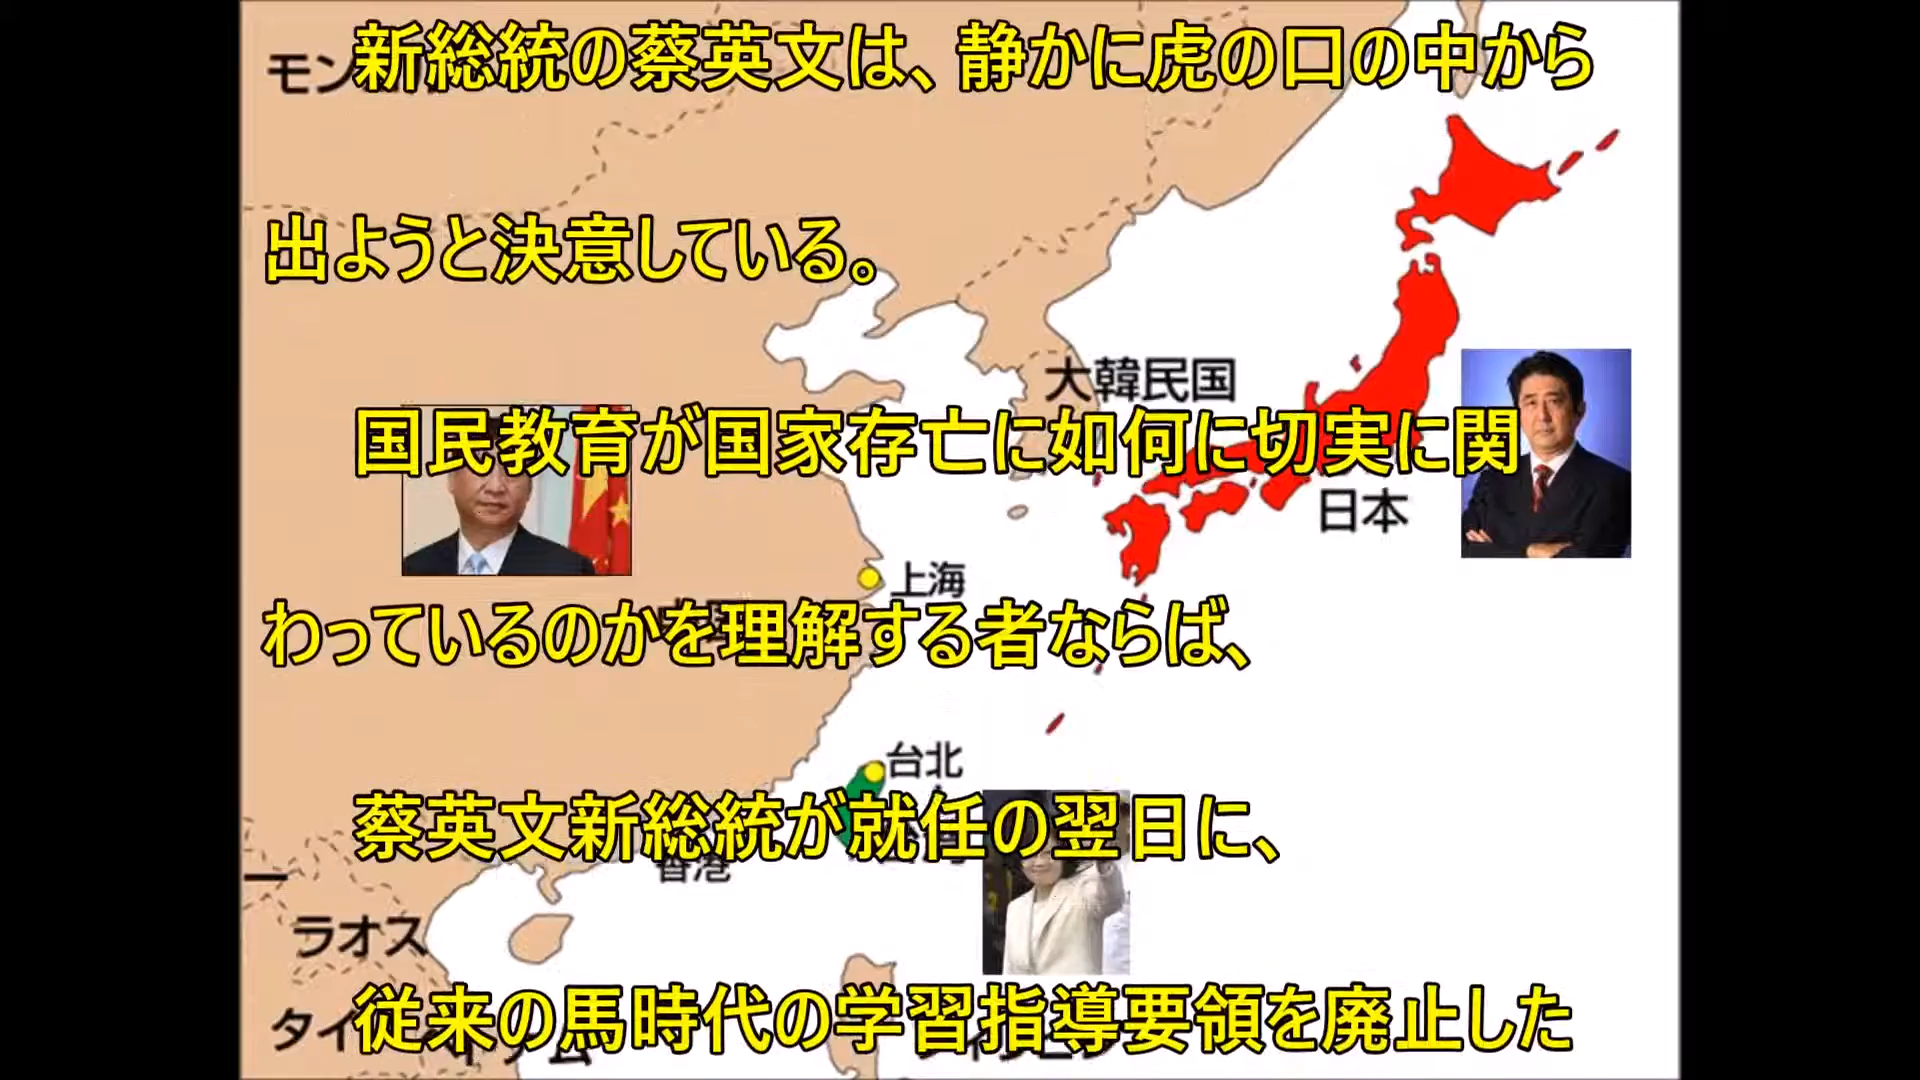 新総統の蔡英文は、静かに虎の口の中から
出ようと決意している。
大韓民国
国民教育が国家存亡に如何に切実に関
日本
上海
わっているのかを理解する者ならば、
台北
蔡英文新総統が就任の翌日に、
香港
ラオス
従来の馬時代の学習指導要領を廃止した